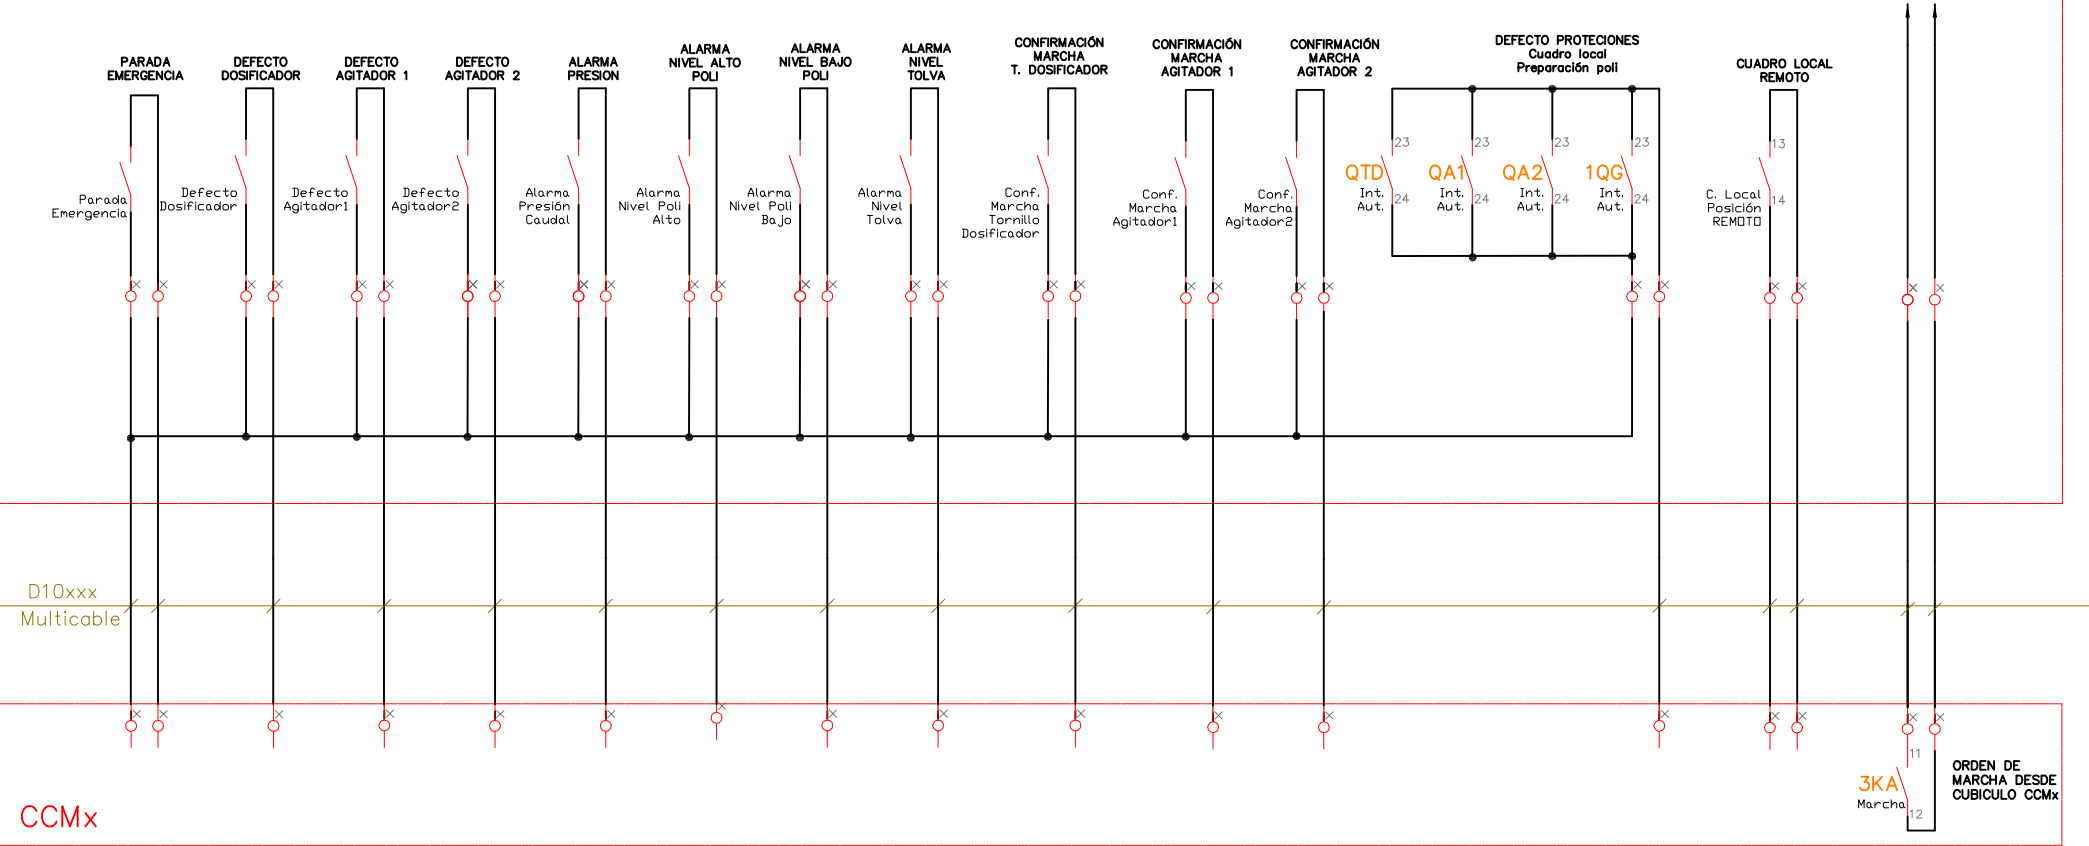 PARADA
EMERGENCIA
DEFECTO
DOSIFICADOR
DEFECTO
AGITADOR 1
DEFECTO
AGITADOR 2
ALARMA
PRESION
ALARMA
NIVEL ALTO
POLI
ALARMA
NIVEL BAJO
POLI
ALARMA
NIVEL
TOLVA
CONFIRMACIÓN
MARCHA
T. DOSIFICADOR
CONFIRMACIÓN
MARCHA
AGITADOR 1
CONFIRMACIÓN
MARCHA
AGITADOR 2
DEFECTO PROTECIONES
Cuadro local
Preparación poli
CUADRO LOCAL
REMOTO
Parada
Emergencia
Defecto
Dosificador
Defecto
Agitador1
Defecto
Agitador2
Alarma
Presión
Caudal
Alarma
Nivel Poli
Alto
Alarma
Nivel Poli
Bajo
Alarma
Nivel
Tolva
Conf.
Marcha
Tornillo
Dosificador
Conf.
Marcha
Agitador1
Conf.
Marcha
Agitador2
23
QTD
Int.
Aut.
24
23
QA1
Int.
Aut.
24
23
QA2
Int.
Aut.
24
23
1QG
Int.
Aut.
24
13
C. Local
Posición
REMOTO
14
x x x x x x x x x x x x x x x x x x x x x x x x x x x x
D10xxx
Multicable
x x x x x x x x x x x x x x x x x
11
3KA
Marcha
12
ORDEN DE
MARCHA DESDE
CUBICULO CCMx
CCMx